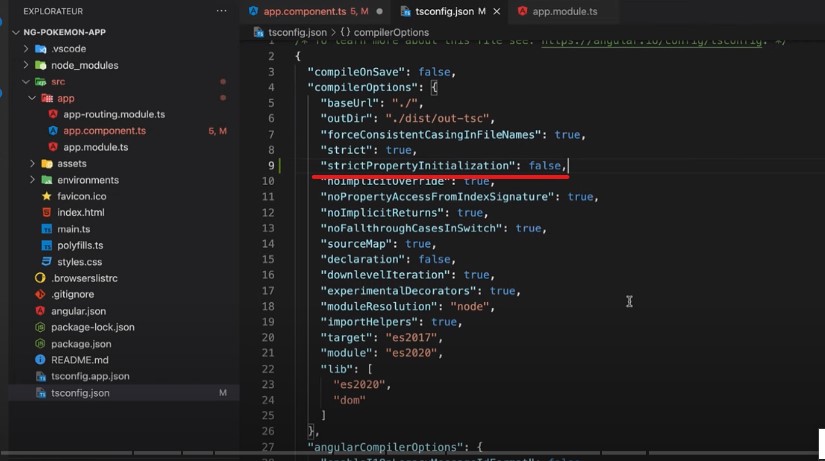 EXPLORATEUR ...
NG-POKEMON-APP
.vscode
node_modules
src
app
app-routing.module.ts
app.component.ts 5, M
app.module.ts
assets
environments
favicon.ico
index.html
main.ts
polyfills.ts
styles.css
.browserslistrc
.gitignore
angular.json
package-lock.json
package.json
README.md
tsconfig.app.json
tsconfig.json M
app.component.ts 5, M
tsconfig.json M
app.module.ts
tsconfig.json > {} compilerOptions
1 /* To learn more about this file see: https://angular.io/config/tsconfig. */
2 {
3 "compileOnSave": false,
4 "compilerOptions": {
5 "baseUrl": "./",
6 "outDir": "./dist/out-tsc",
7 "forceConsistentCasingInFileNames": true,
8 "strict": true,
9 "strictPropertyInitialization": false,
10 "noImplicitOverride": true,
11 "noPropertyAccessFromIndexSignature": true,
12 "noImplicitReturns": true,
13 "noFallthroughCasesInSwitch": true,
14 "sourceMap": true,
15 "declaration": false,
16 "downlevelIteration": true,
17 "experimentalDecorators": true,
18 "moduleResolution": "node",
19 "importHelpers": true,
20 "target": "es2017",
21 "module": "es2020",
22 "lib": [
23 "es2020",
24 "dom"
25 ]
26 },
27 "angularCompilerOptions": {